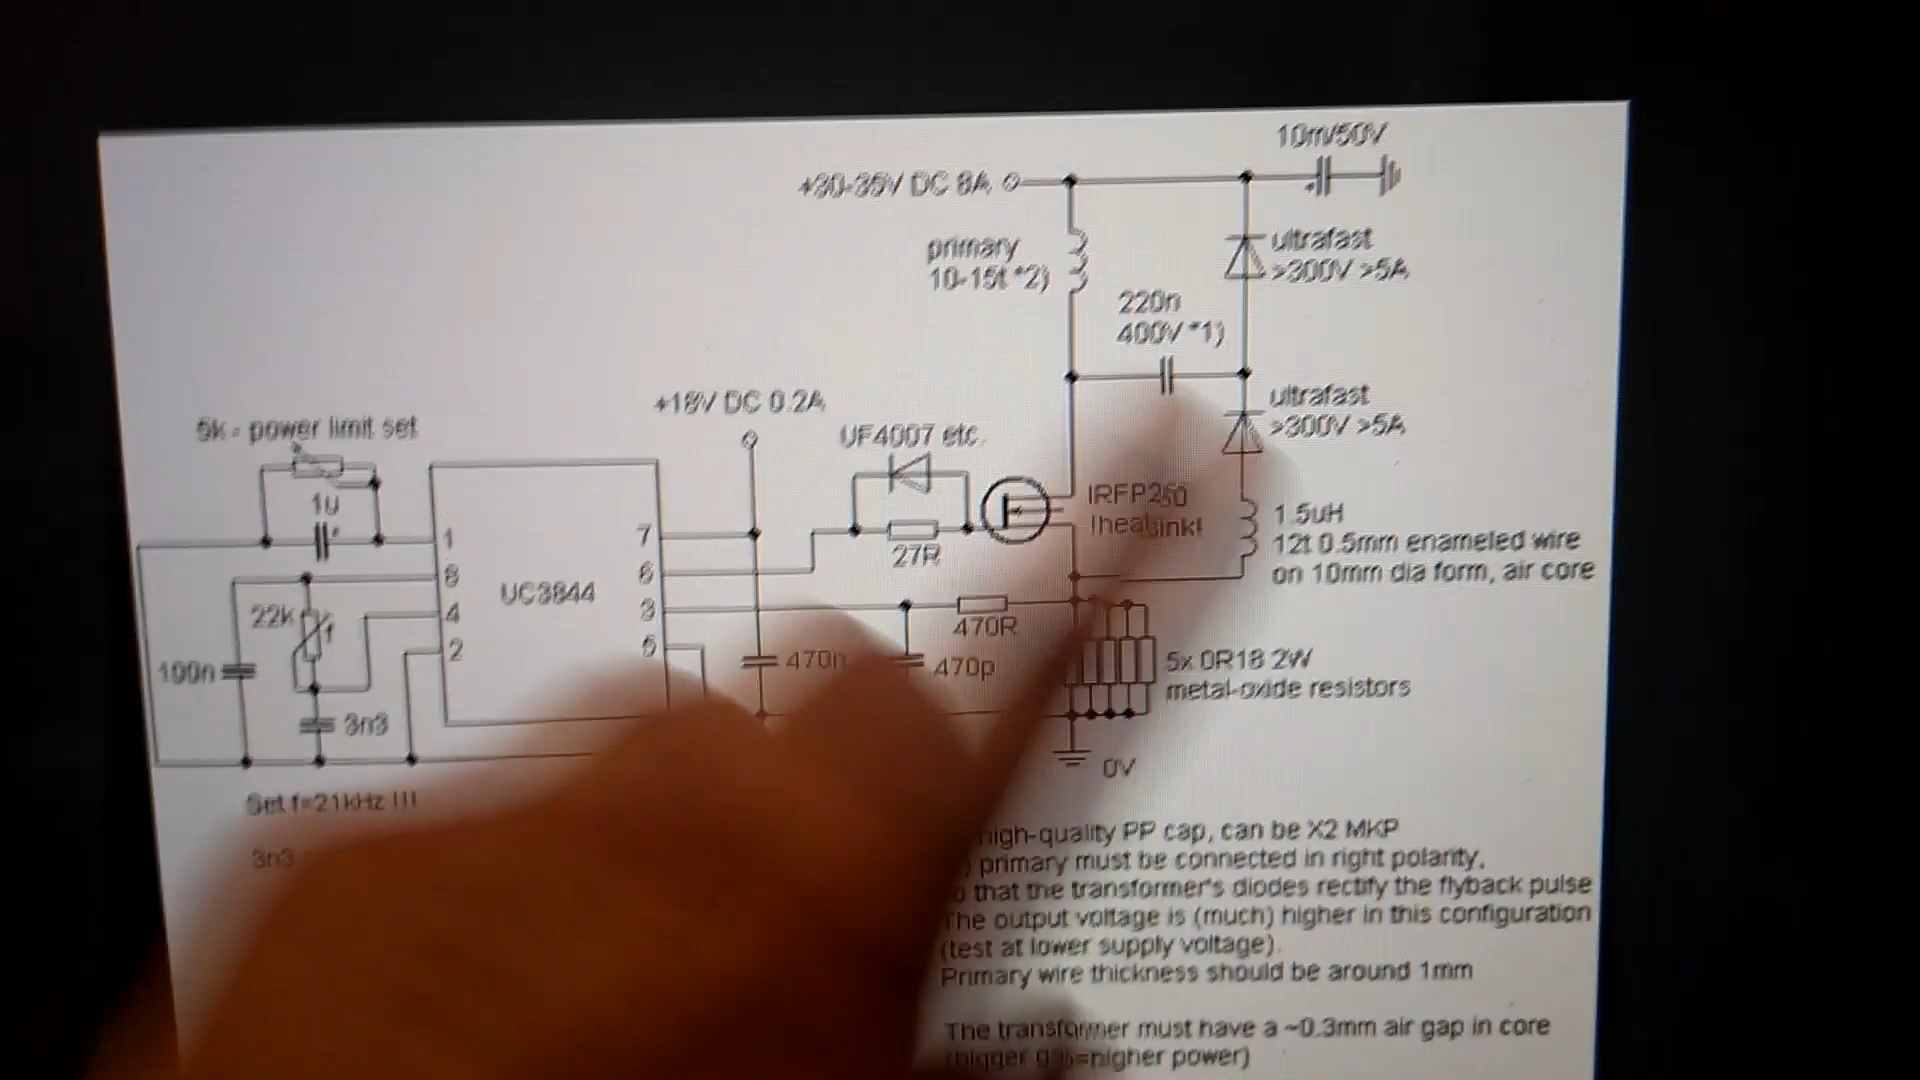 10m/50V
+30-35V DC 8A
primary
10-15t *2)
ultrafast
>300V >5A
220n
400V *1)
ultrafast
>300V >5A
+18V DC 0.2A
5k = power limit set
UF4007 etc.
1u
IRFP260
!heatsink!
1.5uH
12t 0.5mm enameled wire
on 10mm dia form, air core
1
7
27R
8
6
UC3844
22k
4
3
470R
2
5
100n
470n
470p
5x 0R18 2W
metal-oxide resistors
3n3
0V
Set f=21kHz !!!
3n3
high-quality PP cap, can be X2 MKP
) primary must be connected in right polarity,
that the transformer's diodes rectify the flyback pulse
The output voltage is (much) higher in this configuration
(test at lower supply voltage).
Primary wire thickness should be around 1mm
The transformer must have a ~0.3mm air gap in core
(bigger gap=higher power)